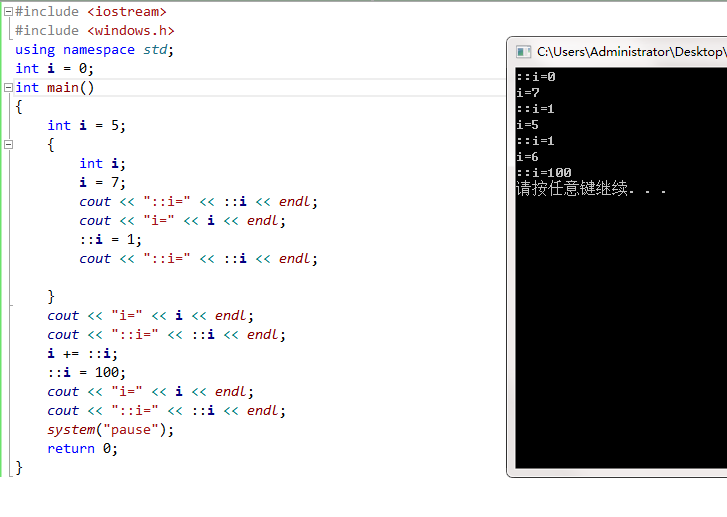 #include <iostream>
#include <windows.h>
using namespace std;
int i = 0;
int main()
{
    int i = 5;
    {
        int i;
        i = 7;
        cout << "::i=" << ::i << endl;
        cout << "i=" << i << endl;
        ::i = 1;
        cout << "::i=" << ::i << endl;

    }
    cout << "i=" << i << endl;
    cout << "::i=" << ::i << endl;
    i += ::i;
    ::i = 100;
    cout << "i=" << i << endl;
    cout << "::i=" << ::i << endl;
    system("pause");
    return 0;
}
C:\Users\Administrator\Desktop\
::i=0
i=7
::i=1
i=5
::i=1
i=6
::i=100
请按任意键继续. . .